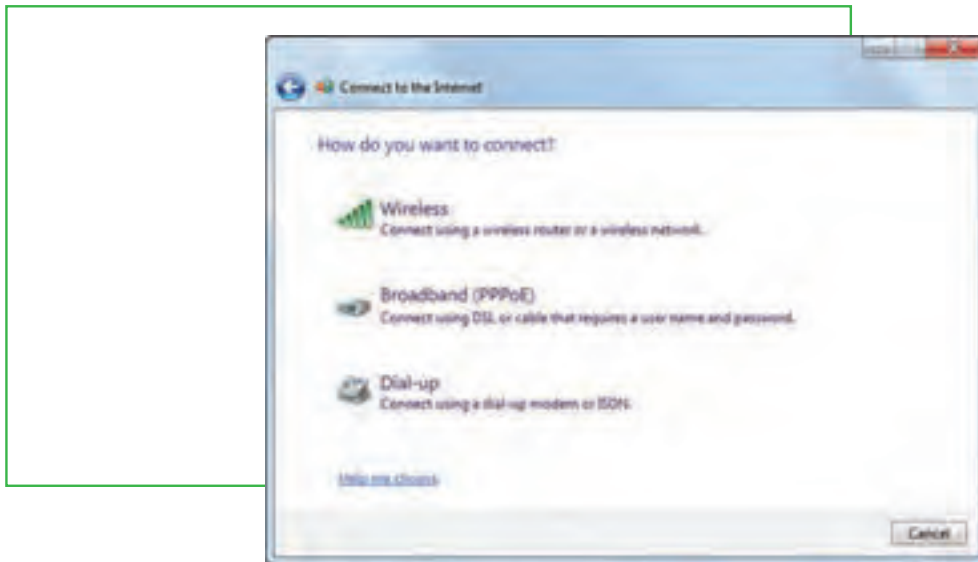 Connect to the Internet
How do you want to connect?
Wireless
Connect using a wireless router or a wireless network.
Broadband (PPPoE)
Connect using DSL or cable that requires a user name and password.
Dial-up
Connect using a dial-up modem or ISDN.
Help me choose
Cancel